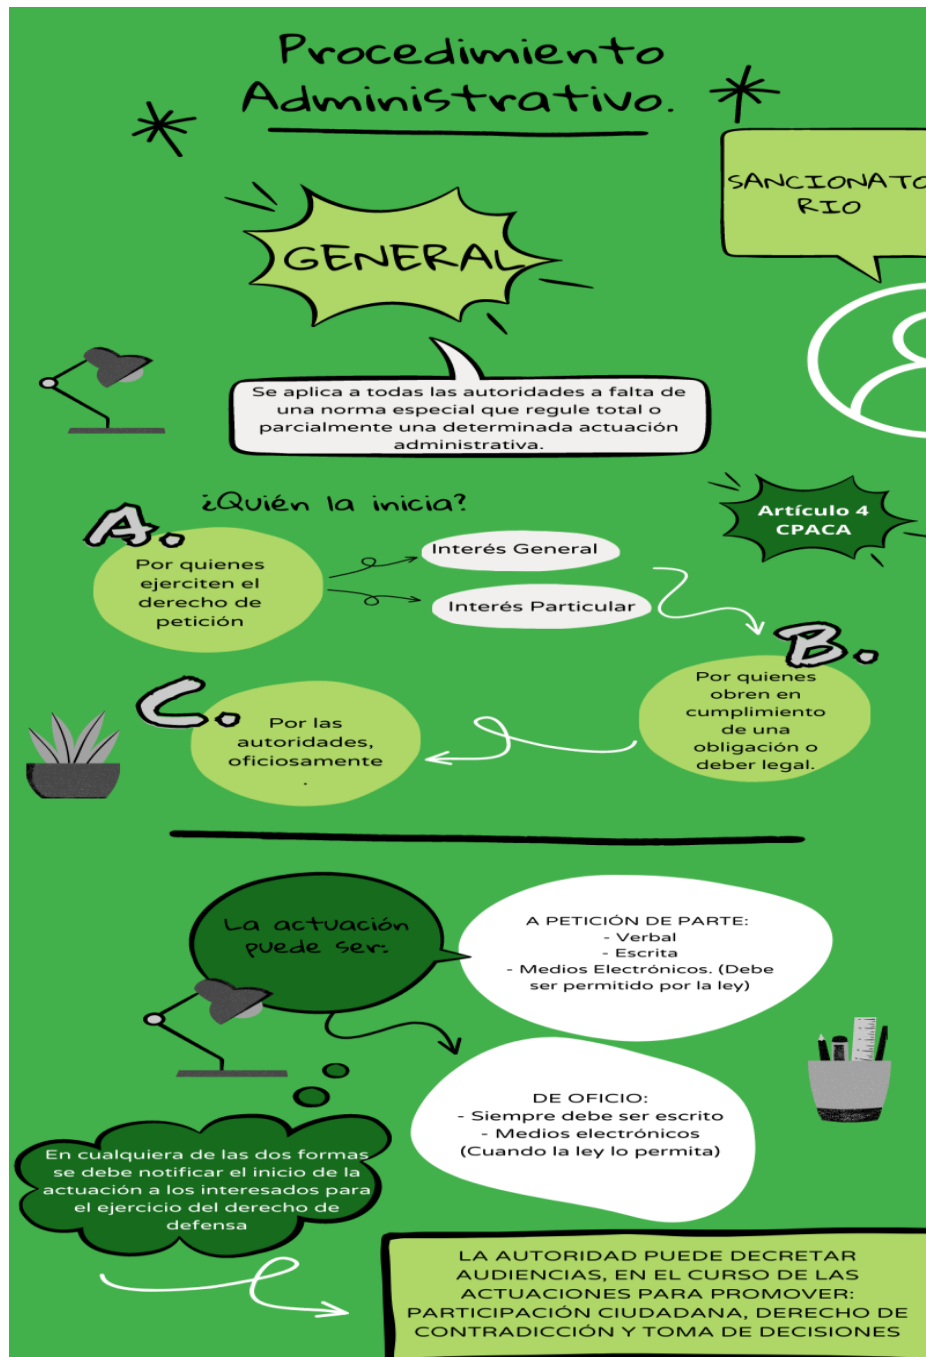 Procedimiento
Administrativo.
SANCIONATO
RIO
GENERAL
Se aplica a todas las autoridades a falta de
una norma especial que regule total o
parcialmente una determinada actuación
administrativa.
¿Quién la inicia?
Artículo 4
CPACA
A.
Por quienes
ejerciten el
derecho de
petición
Interés General
Interés Particular
B.
Por quienes
obren en
cumplimiento
de una
obligación o
deber legal.
C.
Por las
autoridades,
oficiosamente
.
La actuación
puede ser:
A PETICIÓN DE PARTE:
- Verbal
- Escrita
- Medios Electrónicos. (Debe
ser permitido por la ley)
DE OFICIO:
- Siempre debe ser escrito
- Medios electrónicos
(Cuando la ley lo permita)
En cualquiera de las dos formas
se debe notificar el inicio de la
actuación a los interesados para
el ejercicio del derecho de
defensa
LA AUTORIDAD PUEDE DECRETAR
AUDIENCIAS, EN EL CURSO DE LAS
ACTUACIONES PARA PROMOVER:
PARTICIPACIÓN CIUDADANA, DERECHO DE
CONTRADICCIÓN Y TOMA DE DECISIONES